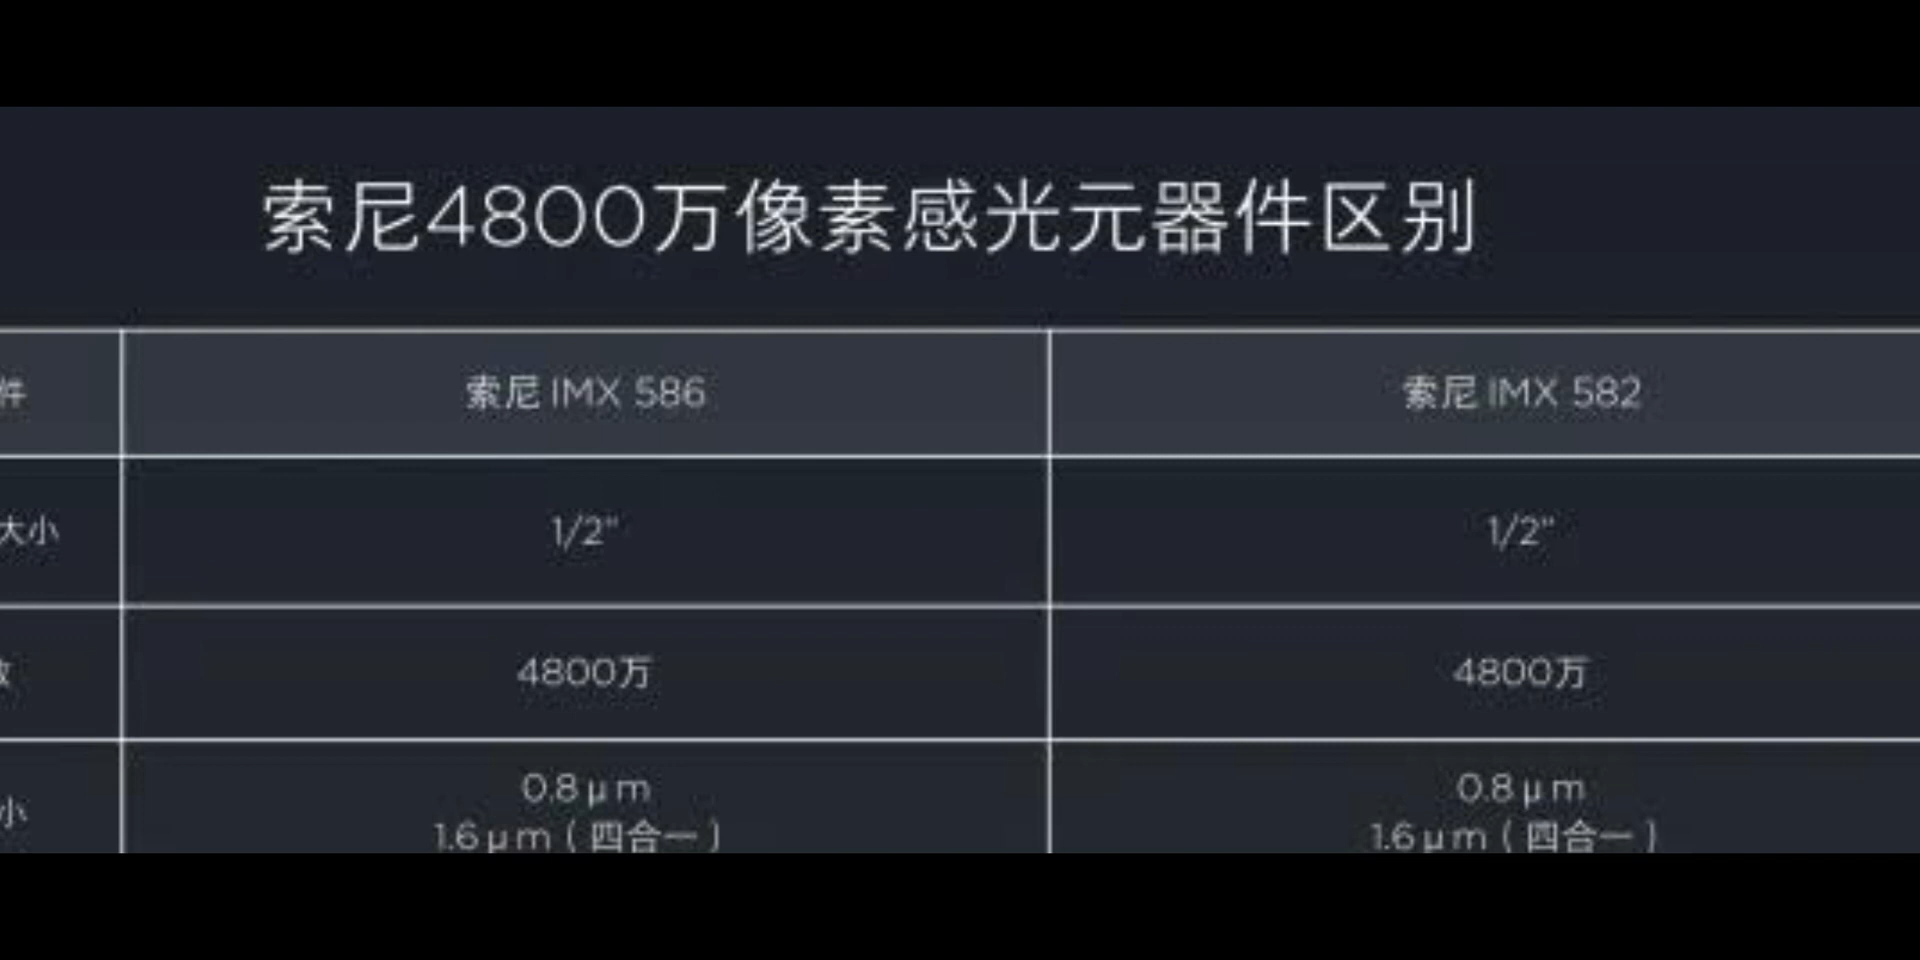 索尼4800万像素感光元器件区别
件 索尼 IMX 586 索尼 IMX 582
大小 1/2" 1/2"
4800万 4800万
小 0.8μm 0.8μm
1.6μm(四合一) 1.6μm(四合一)